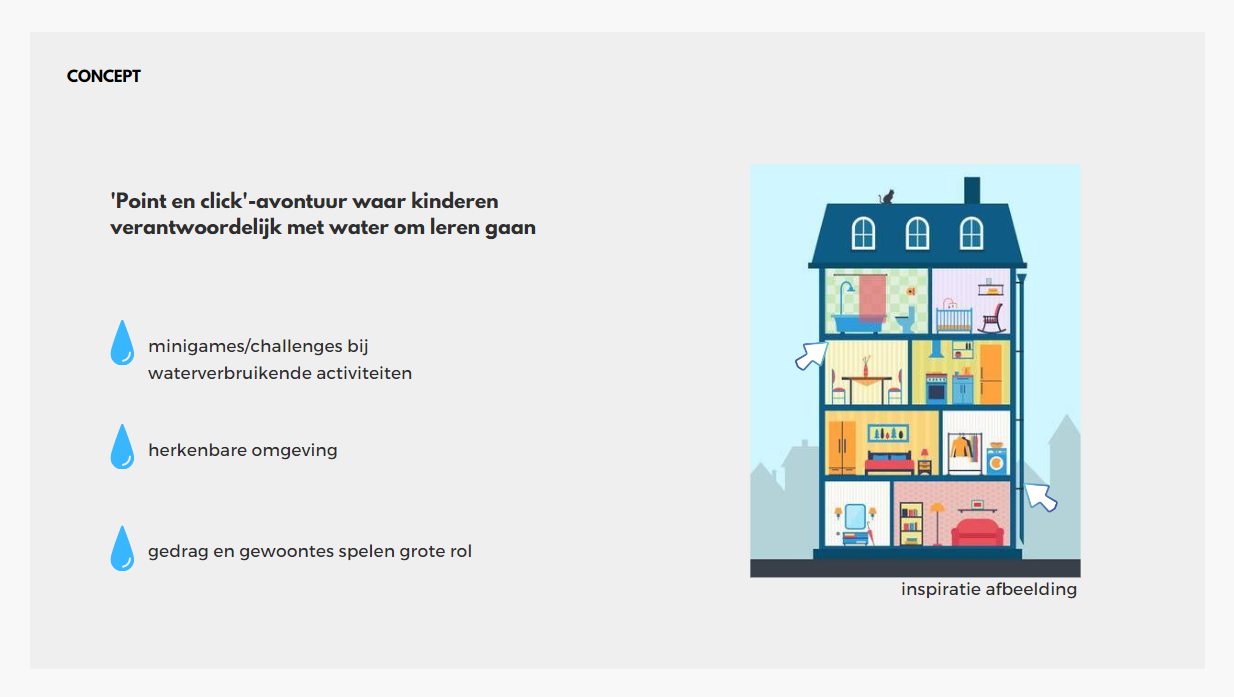 CONCEPT
'Point en click'-avontuur waar kinderen
verantwoordelijk met water om leren gaan
minigames/challenges bij
waterverbruikende activiteiten
herkenbare omgeving
gedrag en gewoontes spelen grote rol
inspiratie afbeelding